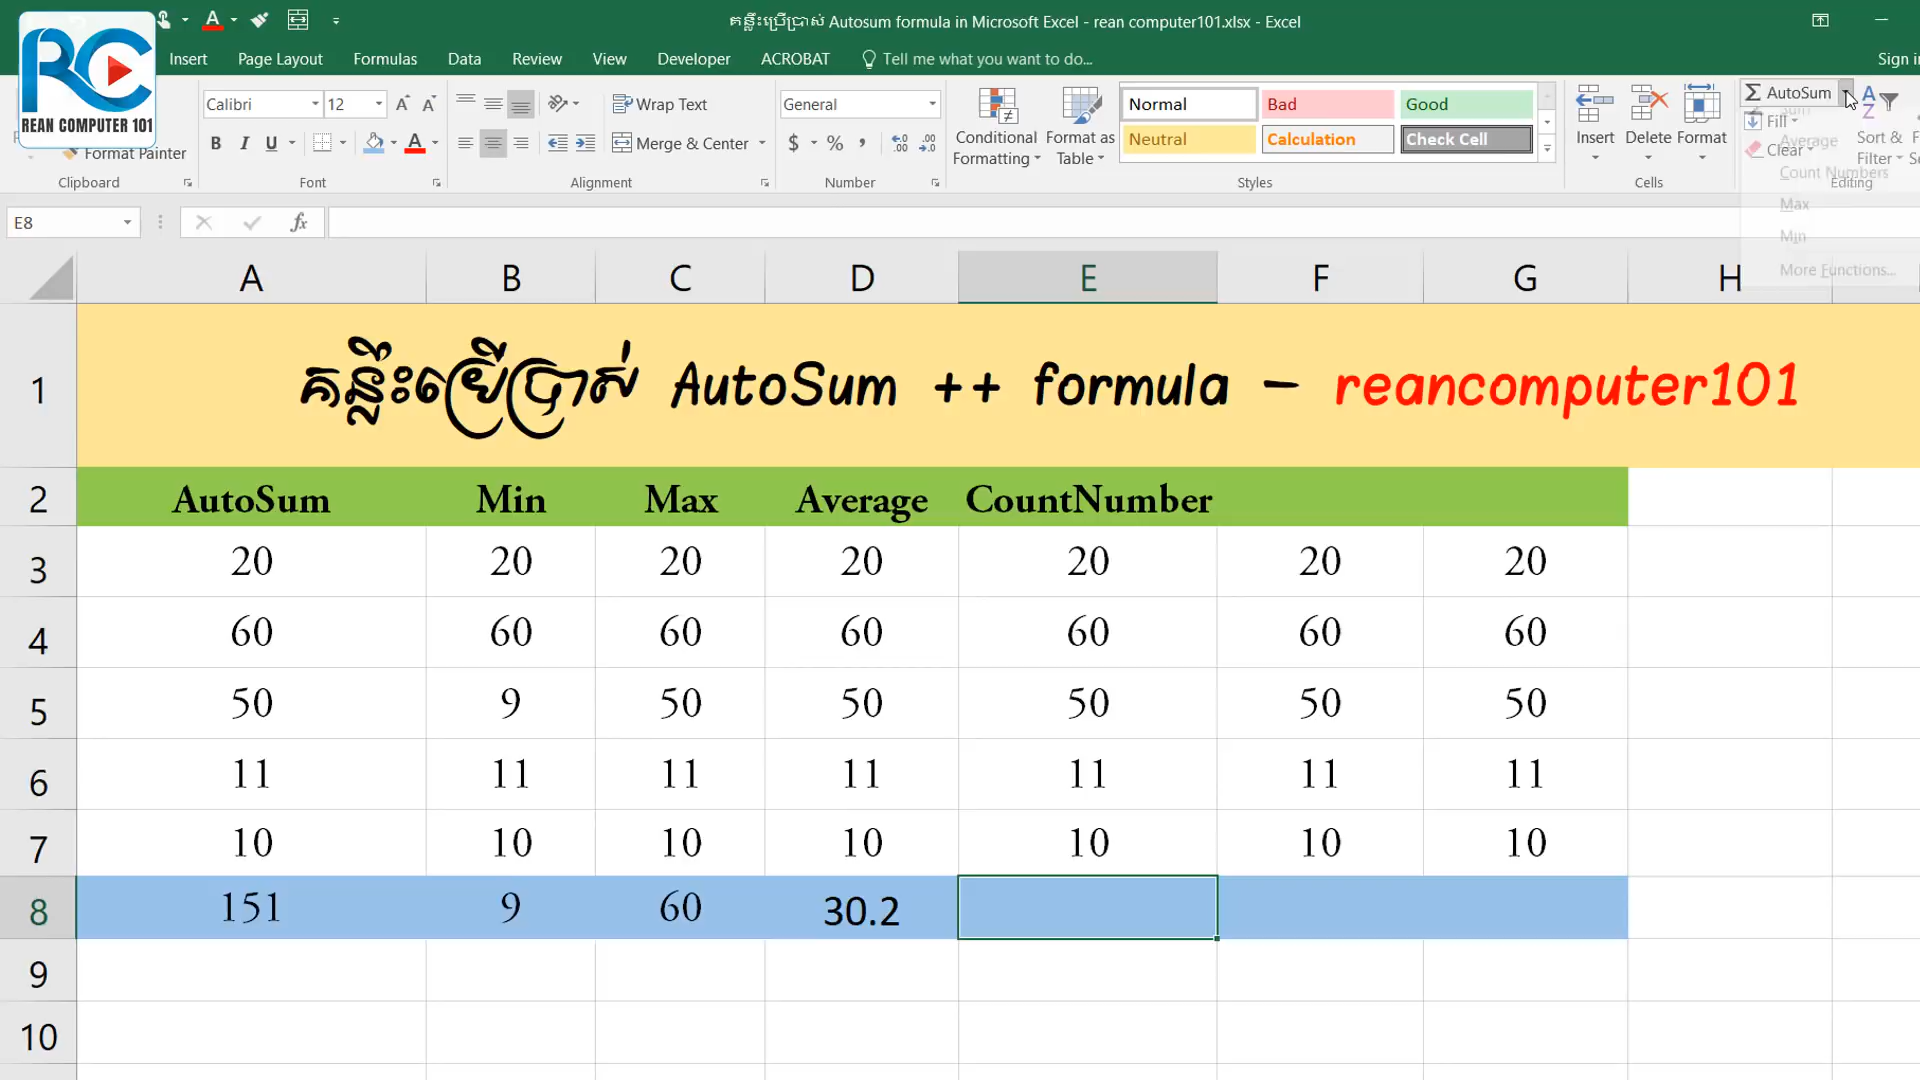 គន្លឹះប្រើប្រាស់ Autosum formula in Microsoft Excel - rean computer101.xlsx - Excel
RC
REAN COMPUTER 101
Insert Page Layout Formulas Data Review View Developer ACROBAT Tell me what you want to do... Sign in
Calibri 12 Wrap Text General Normal Bad Good AutoSum
Format Painter B I U Merge & Center $ % Neutral Calculation Check Cell
Conditional Formatting Format as Table Insert Delete Format Fill Clear Sort & Filter
Clipboard Font Alignment Number Styles Cells Editing
Sum
Average
Count Numbers
Max
Min
More Functions...
E8 fx
A B C D E F G H
1 គន្លឹះប្រើប្រាស់ AutoSum ++ formula - reancomputer101
2 AutoSum Min Max Average CountNumber
3 20 20 20 20 20 20 20
4 60 60 60 60 60 60 60
5 50 9 50 50 50 50 50
6 11 11 11 11 11 11 11
7 10 10 10 10 10 10 10
8 151 9 60 30.2
9
10